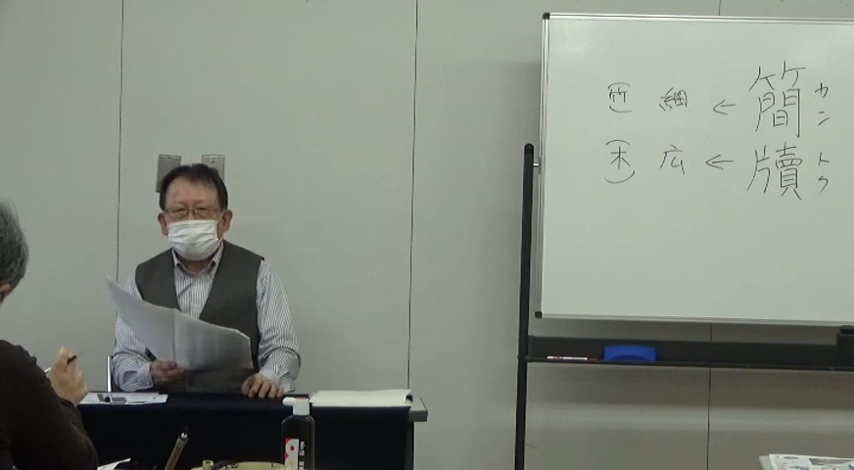 カントク
簡牘
← ←
細 広
(竹) (木)